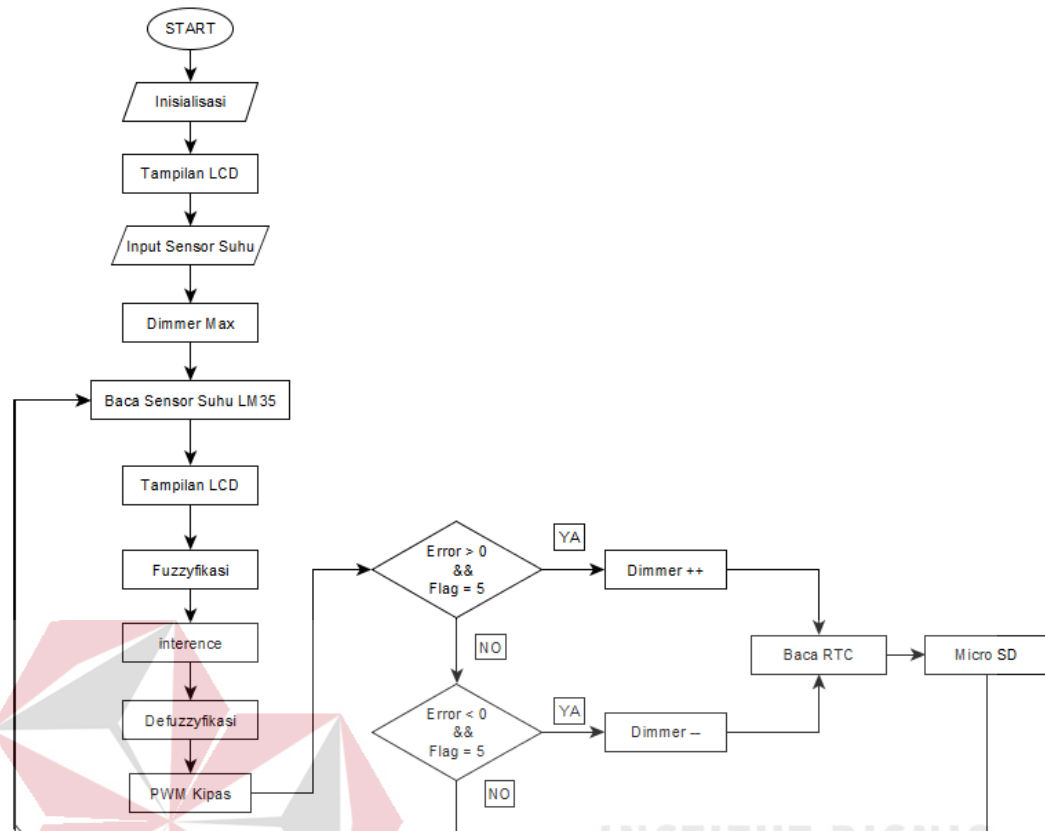 START
Inisialisasi
Tampilan LCD
Input Sensor Suhu
Dimmer Max
Baca Sensor Suhu LM35
Tampilan LCD
Fuzzyfikasi
interence
Defuzzyfikasi
PWM Kipas
Error > 0
&&
Flag = 5
YA
Dimmer ++
NO
Error < 0
&&
Flag = 5
YA
Dimmer --
NO
Baca RTC
Micro SD
INSTITUT BISNIS